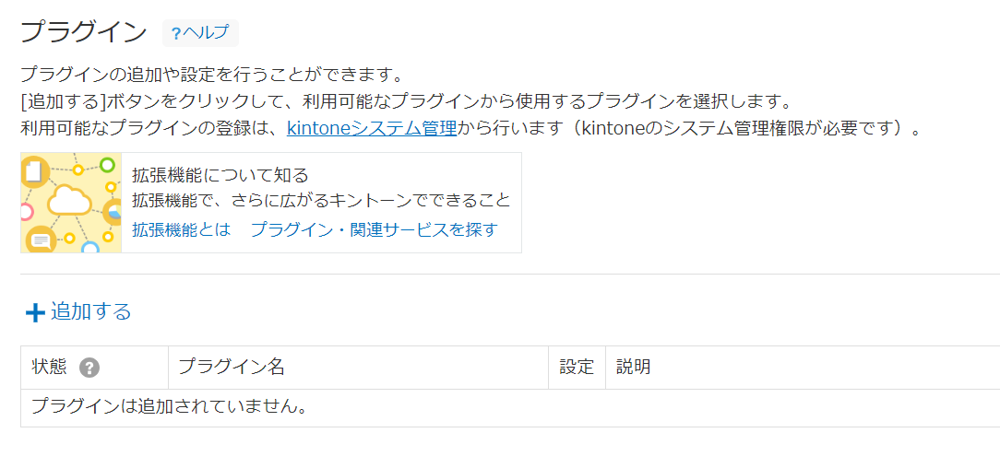 プラグイン ?ヘルプ
プラグインの追加や設定を行うことができます。
[追加する]ボタンをクリックして、利用可能なプラグインから使用するプラグインを選択します。
利用可能なプラグインの登録は、kintoneシステム管理から行います（kintoneのシステム管理権限が必要です）。
拡張機能について知る
拡張機能で、さらに広がるキントーンでできること
拡張機能とは プラグイン・関連サービスを探す
+追加する
状態 ? プラグイン名 設定 説明
プラグインは追加されていません。